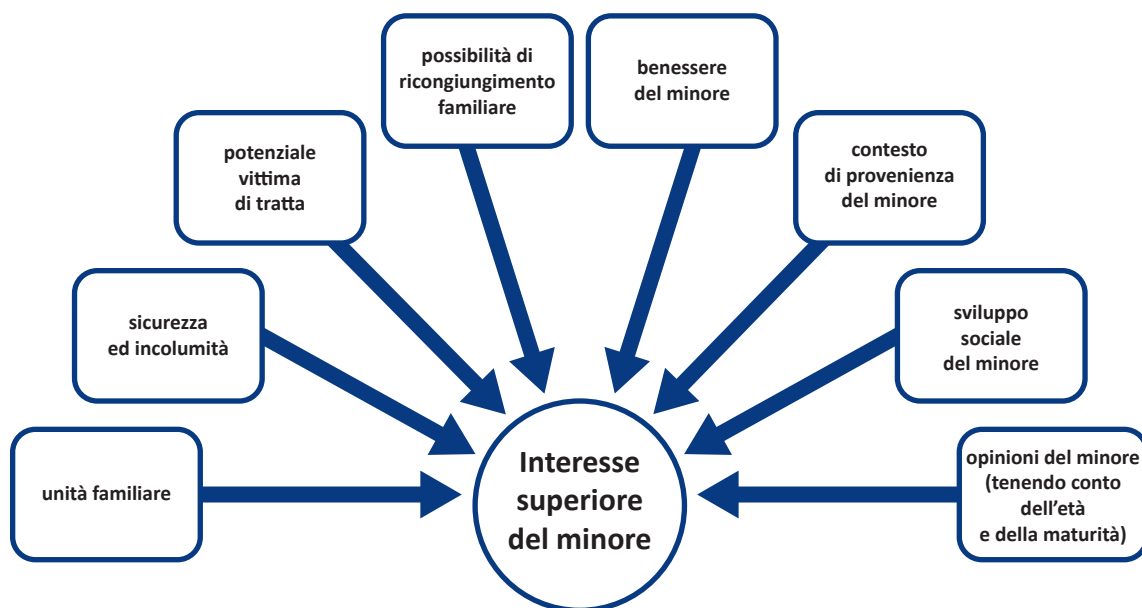 possibilità di
ricongiungimento
familiare
benessere
del minore
potenziale
vittima
di tratta
contesto
di provenienza
del minore
sicurezza
ed incolumità
sviluppo
sociale
del minore
unità familiare
Interesse
superiore
del minore
opinioni del minore
(tenendo conto
dell'età
e della maturità)